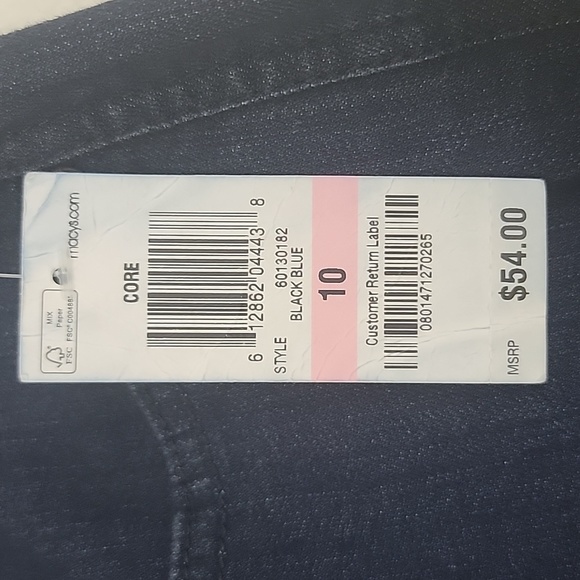 macys.com
MIX
Paper
FSC
CORE
6 12862 04443 8
STYLE 60130182
BLACK BLUE
10
Customer Return Label
0801471270265
MSRP $54.00